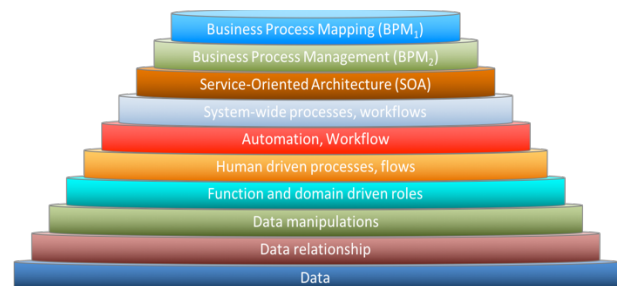 Business Process Mapping (BPM₁)
Business Process Management (BPM₂)
Service-Oriented Architecture (SOA)
System-wide processes, workflows
Automation, Workflow
Human driven processes, flows
Function and domain driven roles
Data manipulations
Data relationship
Data